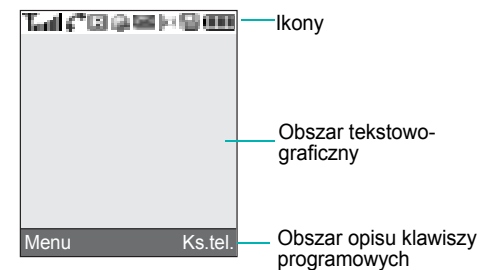 Ikony
Obszar tekstowo-
graficzny
Menu Ks.tel.
Obszar opisu klawiszy
programowych